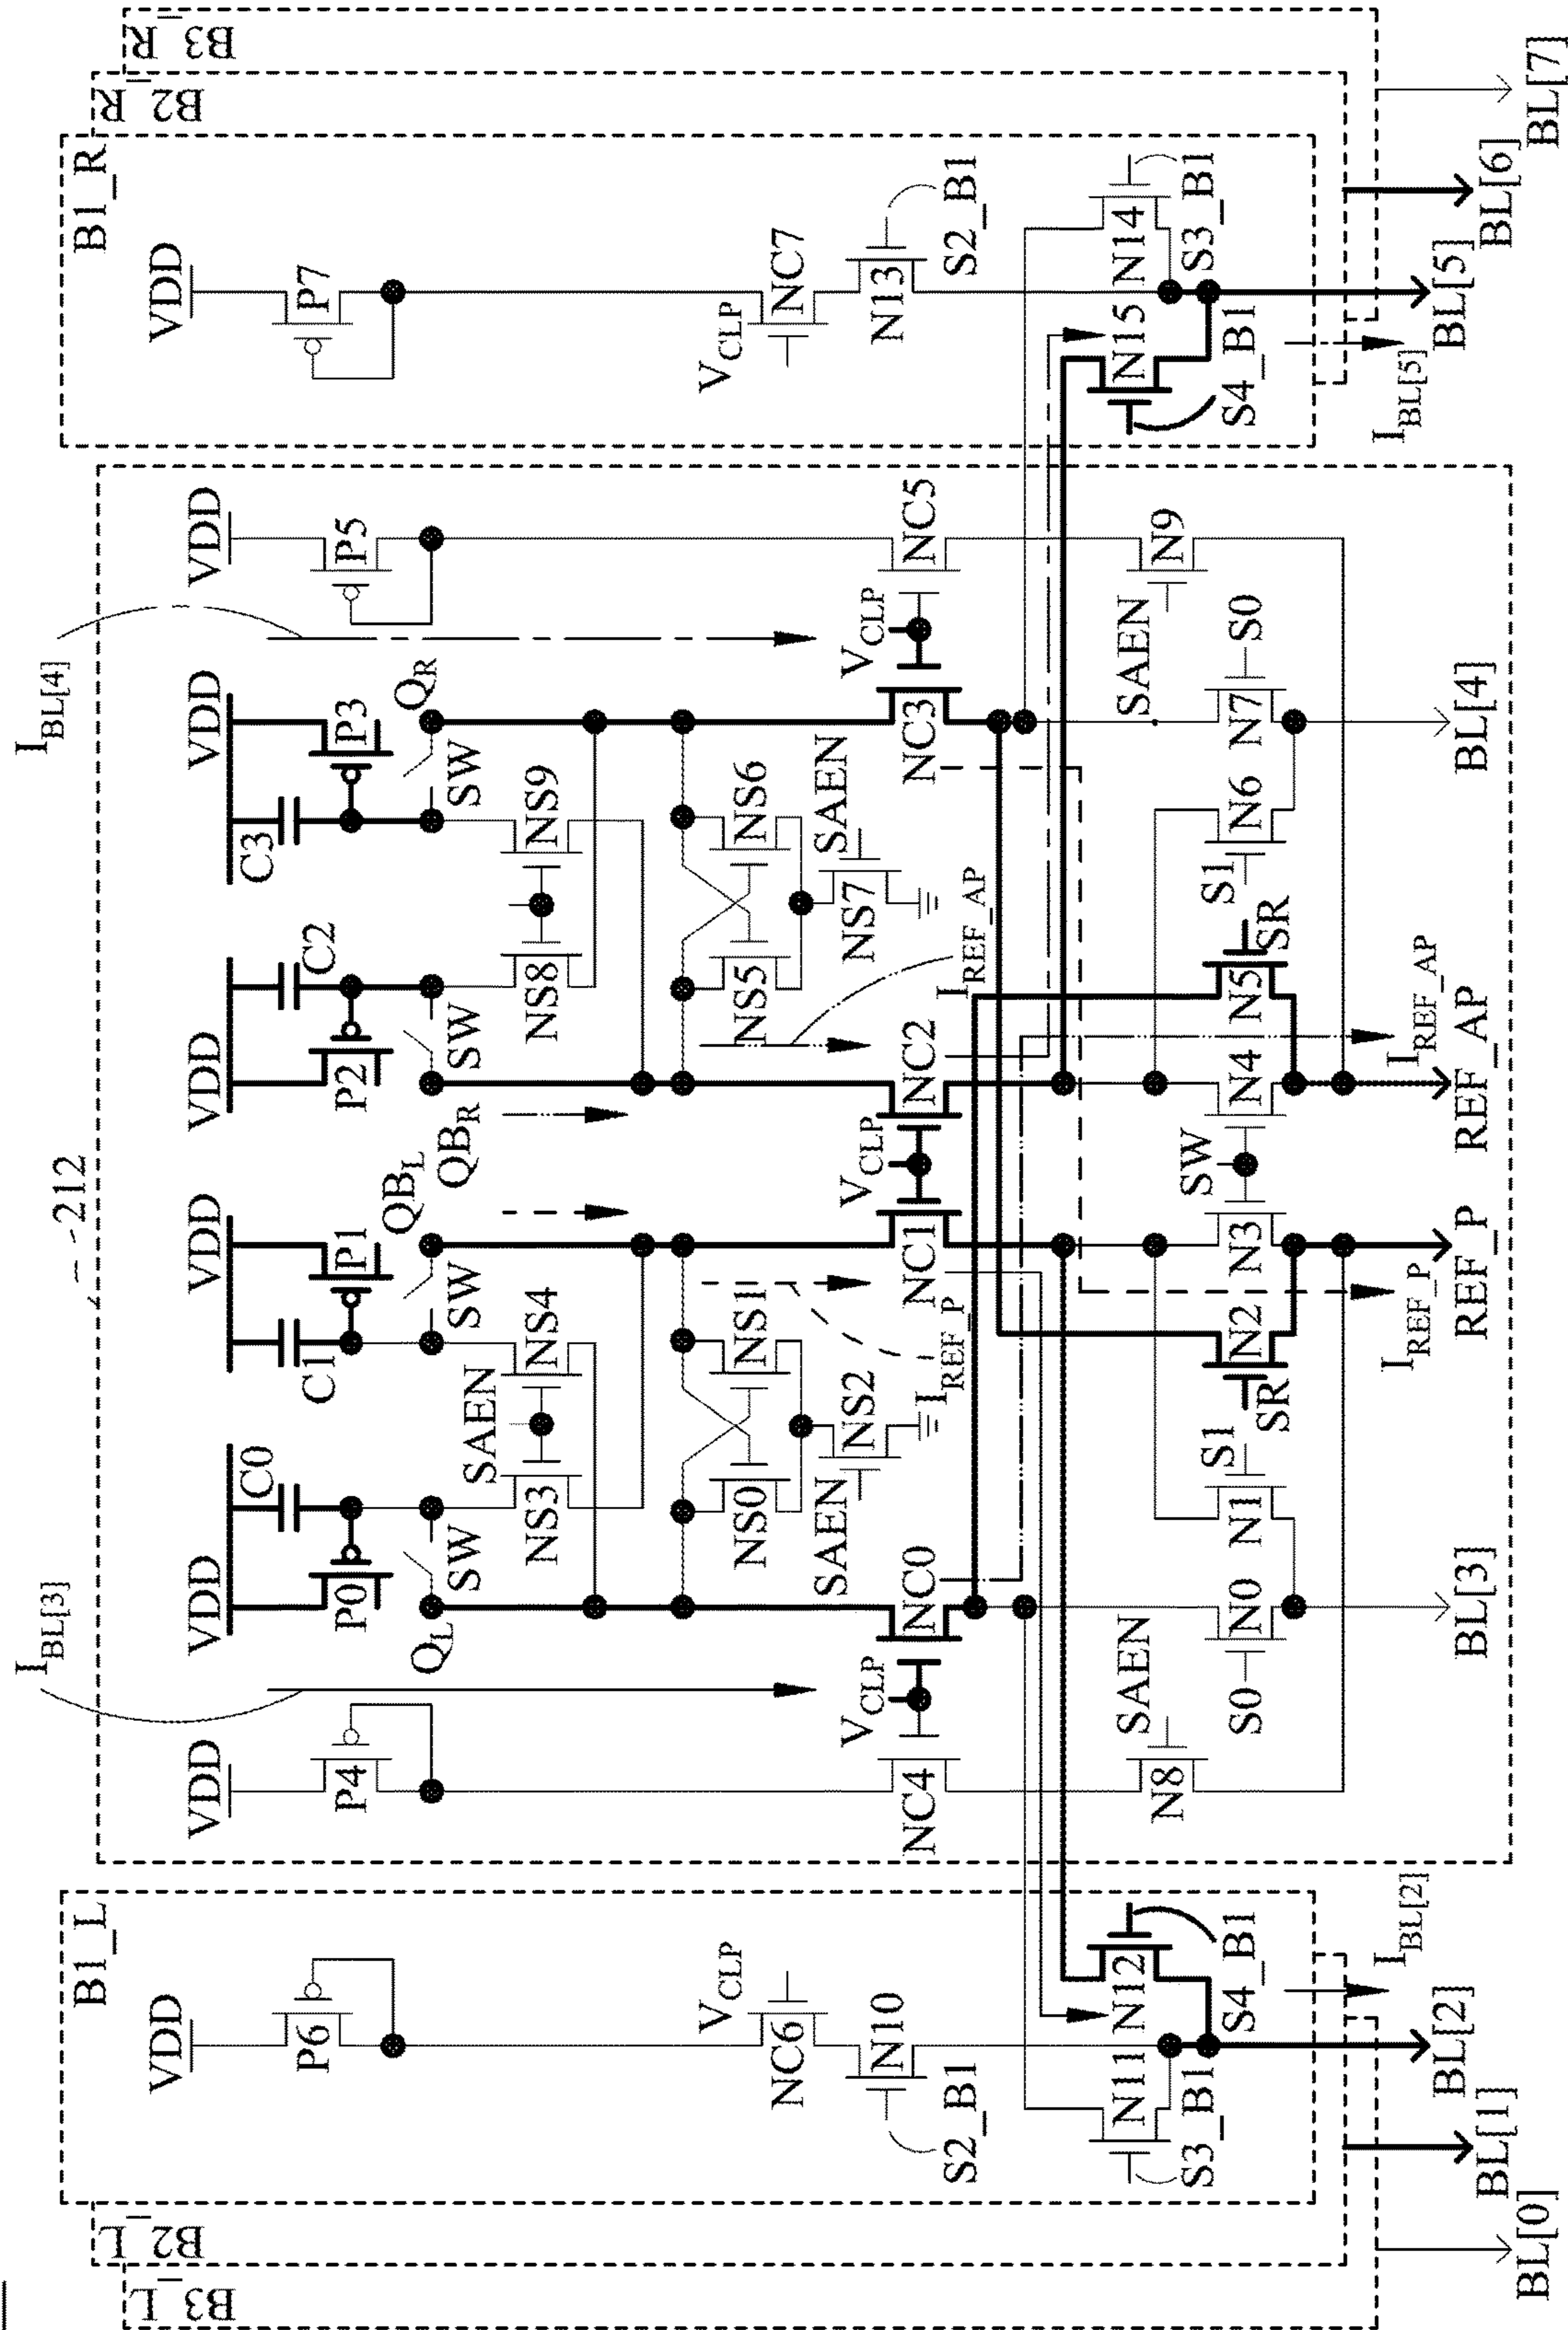 B3_L
B2_L
B1_L
VDD
P6
V_CLP
NC6
N10
S2_B1
N11
S3_B1
N12
S4_B1
I_BL[2]
BL[0]
BL[1]
BL[2]
212
I_BL[3]
I_BL[4]
VDD
VDD
VDD
VDD
VDD
VDD
P4
P0
C0
C1
P1
P2
C2
C3
P3
P5
Q_L
SW
SW
QB_L
QB_R
SW
SW
Q_R
SAEN
NS3
NS4
NS8
NS9
NS0
NS1
NS5
NS6
SAEN
NS2
NS7
SAEN
I_REF_P
I_REF_AP
V_CLP
V_CLP
V_CLP
NC4
NC0
NC1
NC2
NC3
NC5
SAEN
N8
SAEN
N9
S0
N0
N1
S1
SR
N2
N3
SW
N4
N5
SR
S1
N6
N7
S0
I_REF_P
I_REF_AP
BL[3]
REF_P
REF_AP
BL[4]
B1_R
B2_R
B3_R
VDD
P7
V_CLP
NC7
N13
S2_B1
N15
N14
S4_B1
S3_B1
I_BL[5]
BL[5]
BL[6]
BL[7]